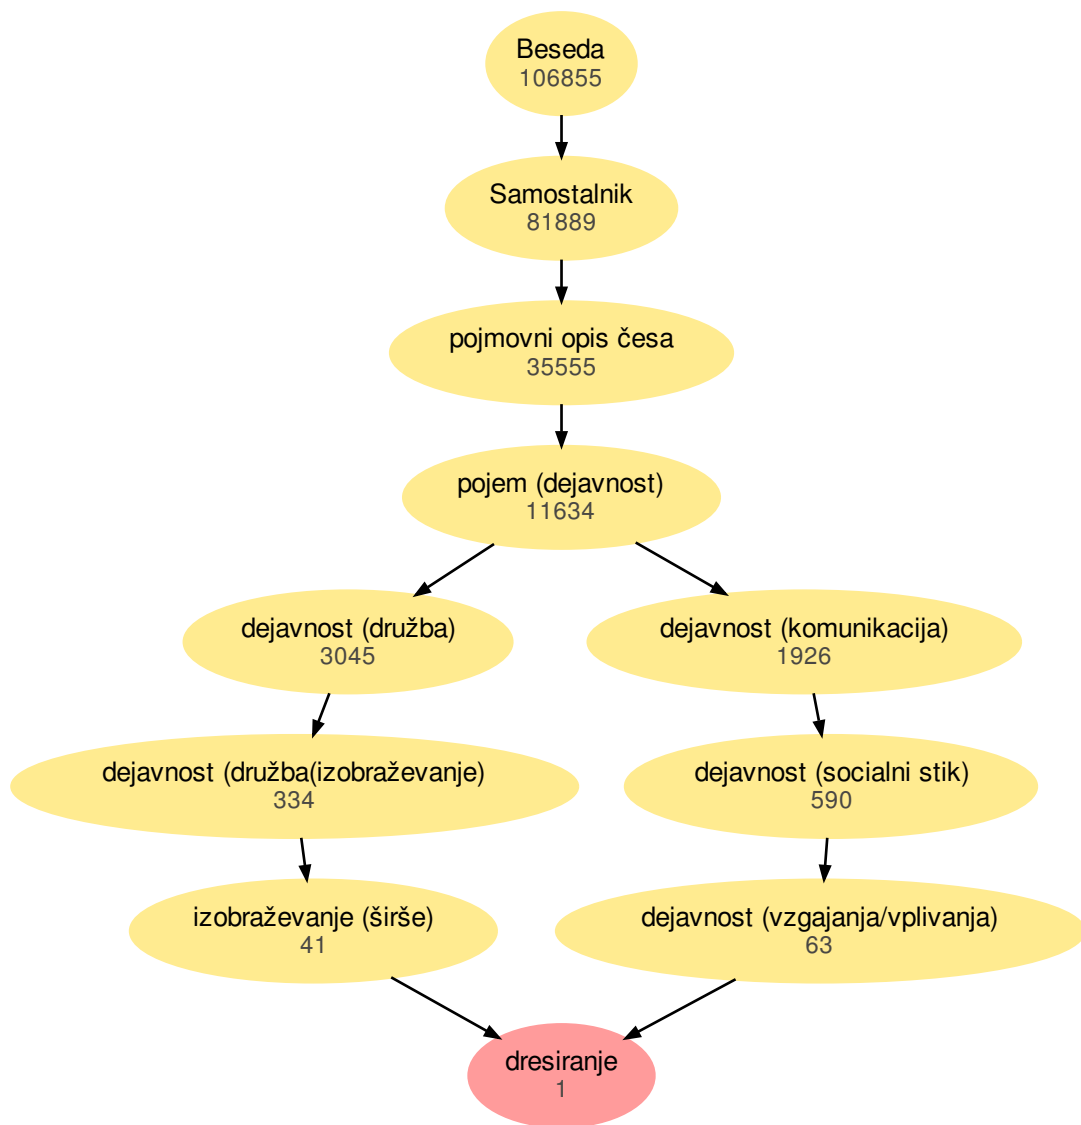 Beseda
106855
Samostalnik
81889
pojmovni opis česa
35555
pojem (dejavnost)
11634
dejavnost (družba)
3045
dejavnost (komunikacija)
1926
dejavnost (družba(izobraževanje)
334
dejavnost (socialni stik)
590
izobraževanje (širše)
41
dejavnost (vzgajanja/vplivanja)
63
dresiranje
1